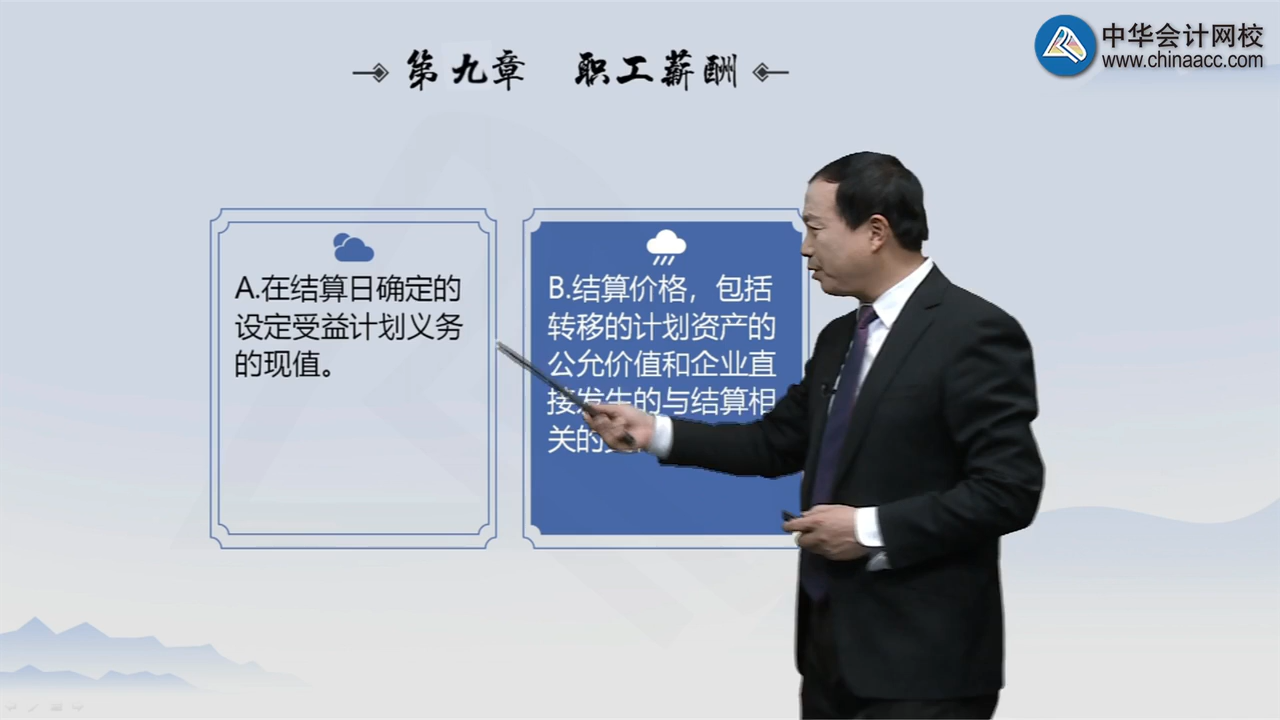 第九章 职工薪酬
中华会计网校
www.chinaacc.com
A.在结算日确定的
设定受益计划义务
的现值。
B.结算价格，包括
转移的计划资产的
公允价值和企业直
接发生的与结算相
关的